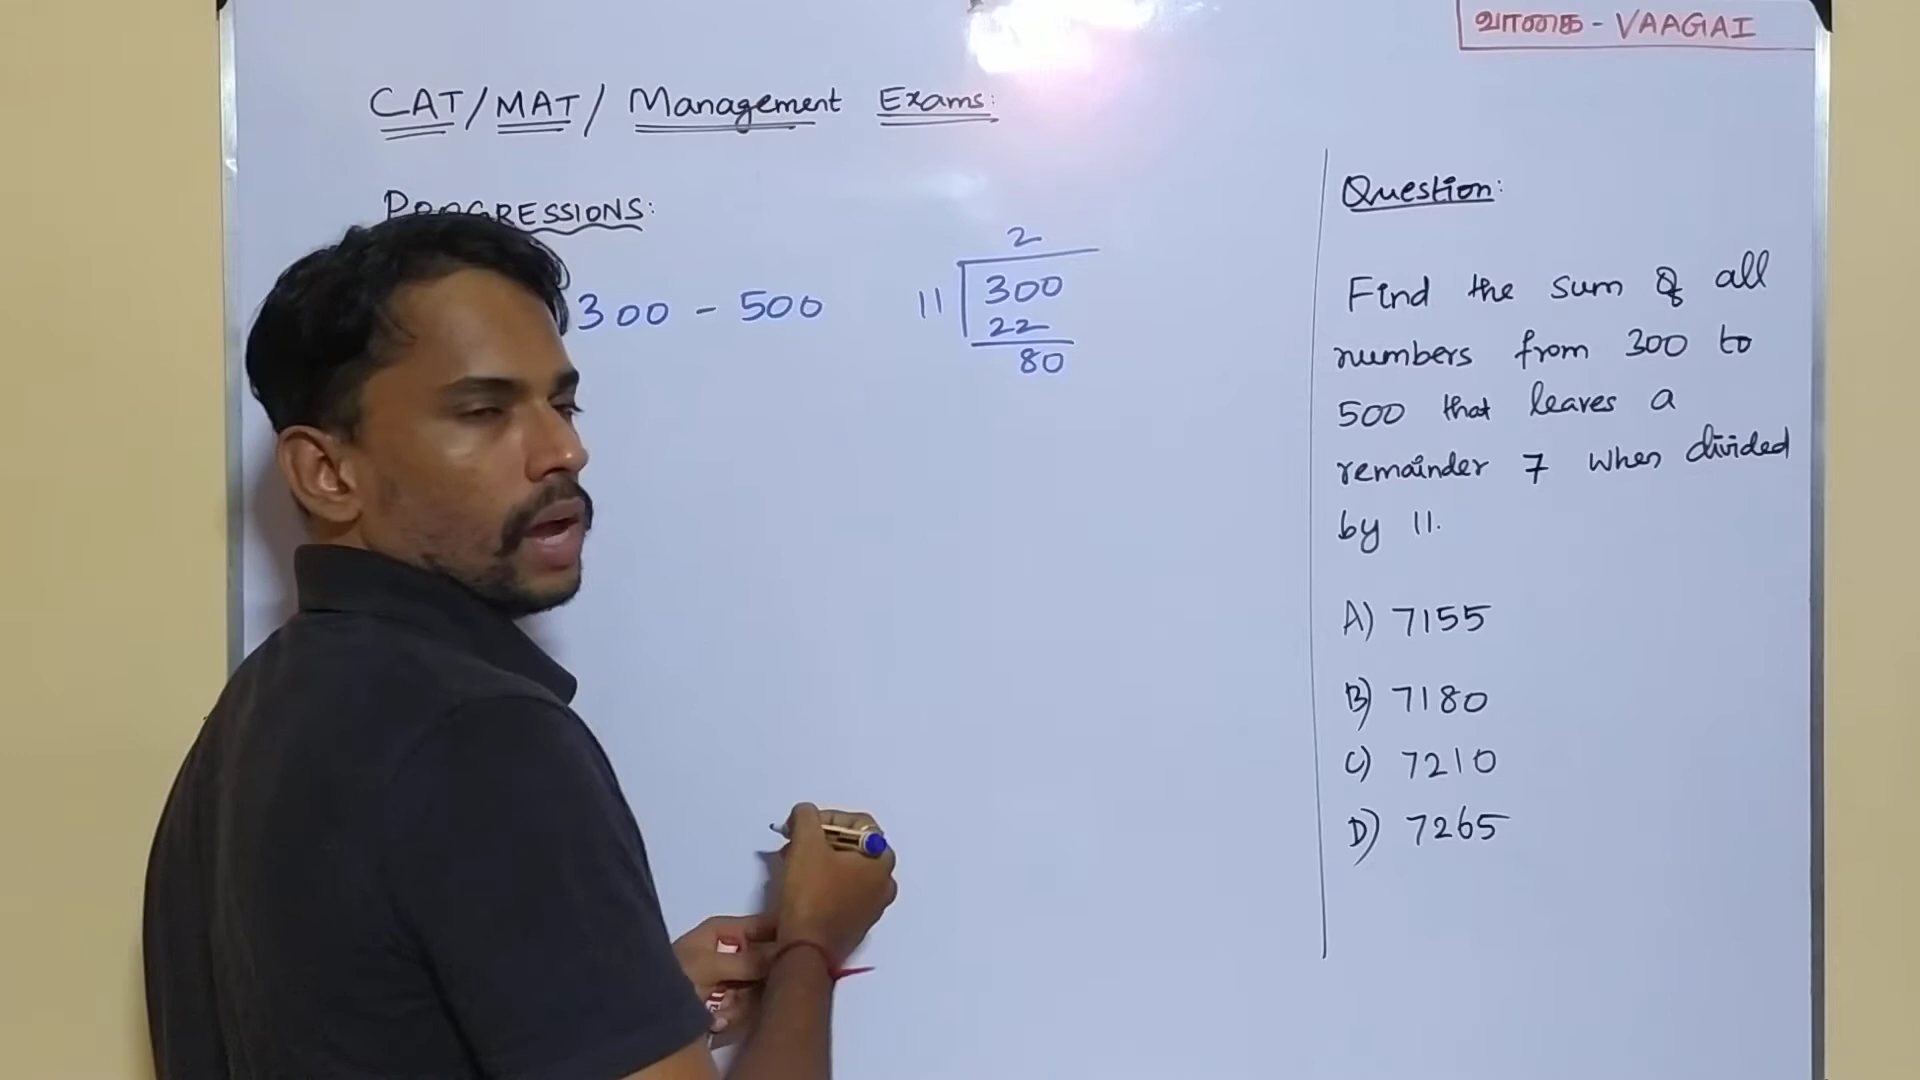 வாகை - VAAGAI
CAT/MAT/ Management Exams:
PROGRESSIONS:
300 - 500
2
11 300
22
80
Question:
Find the sum of all
numbers from 300 to
500 that leaves a
remainder 7 when divided
by 11.
A) 7155
B) 7180
C) 7210
D) 7265